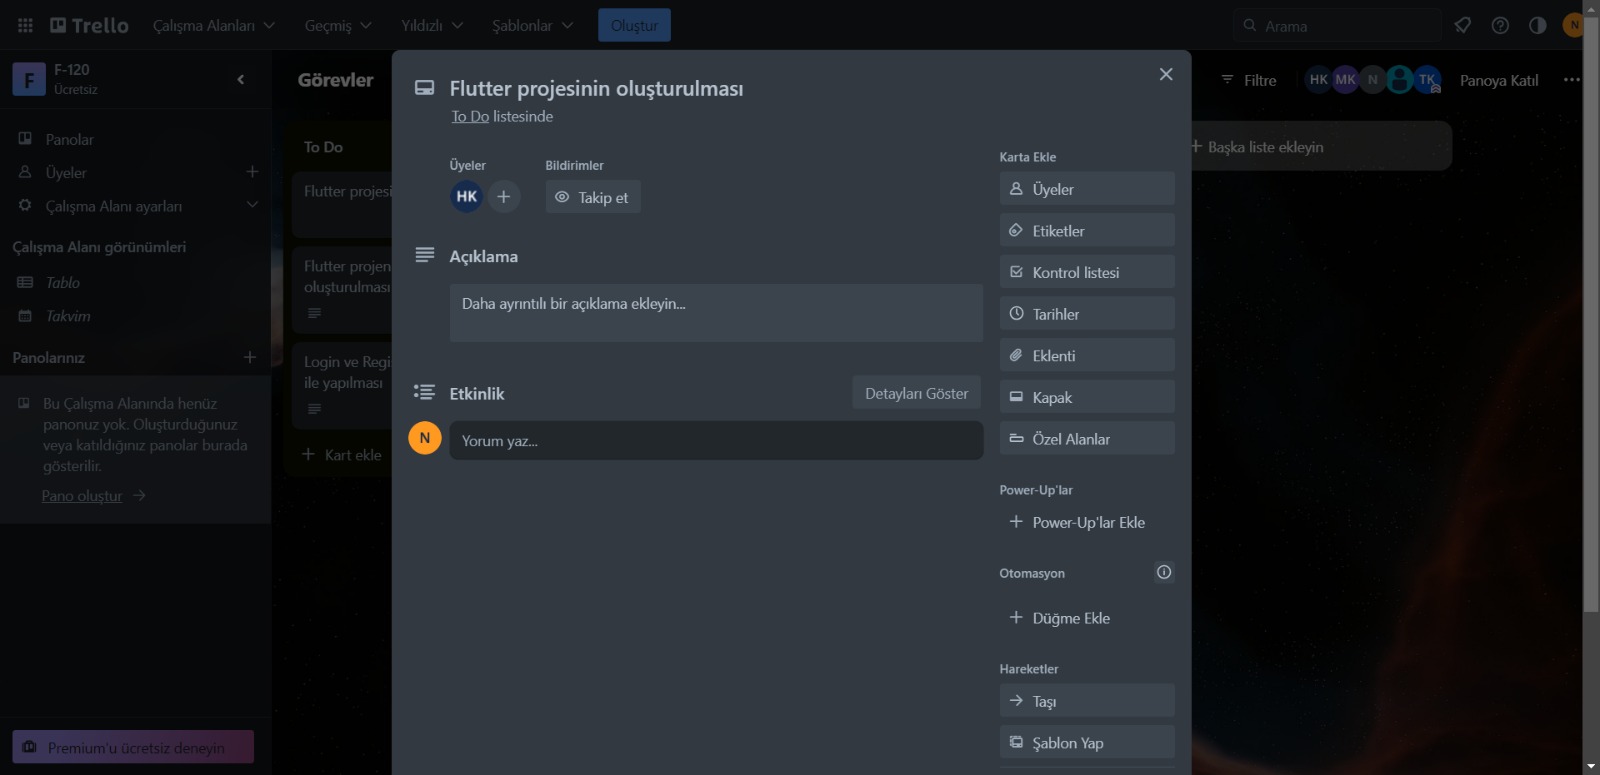 Trello
Çalışma Alanları
Geçmiş
Yıldızlı
Şablonlar
Oluştur
Arama
N
F
F-120
Ücretsiz
Panolar
Üyeler
Çalışma Alanı ayarları
Çalışma Alanı görünümleri
Tablo
Takvim
Panolarınız
Bu Çalışma Alanında henüz
panonuz yok. Oluşturduğunuz
veya katıldığınız panolar burada
gösterilir.
Pano oluştur
Premium'u ücretsiz deneyin
Görevler
Filtre
HK
MK
N
TK
Panoya Katıl
To Do
Flutter projesi
Flutter projen
oluşturulması
Login ve Regi
ile yapılması
Kart ekle
Flutter projesinin oluşturulması
To Do listesinde
Üyeler
Bildirimler
HK
Takip et
Açıklama
Daha ayrıntılı bir açıklama ekleyin...
Etkinlik
Detayları Göster
N
Yorum yaz...
Karta Ekle
Üyeler
Etiketler
Kontrol listesi
Tarihler
Eklenti
Kapak
Özel Alanlar
Power-Up'lar
Power-Up'lar Ekle
Otomasyon
Düğme Ekle
Hareketler
Taşı
Şablon Yap
Başka liste ekleyin